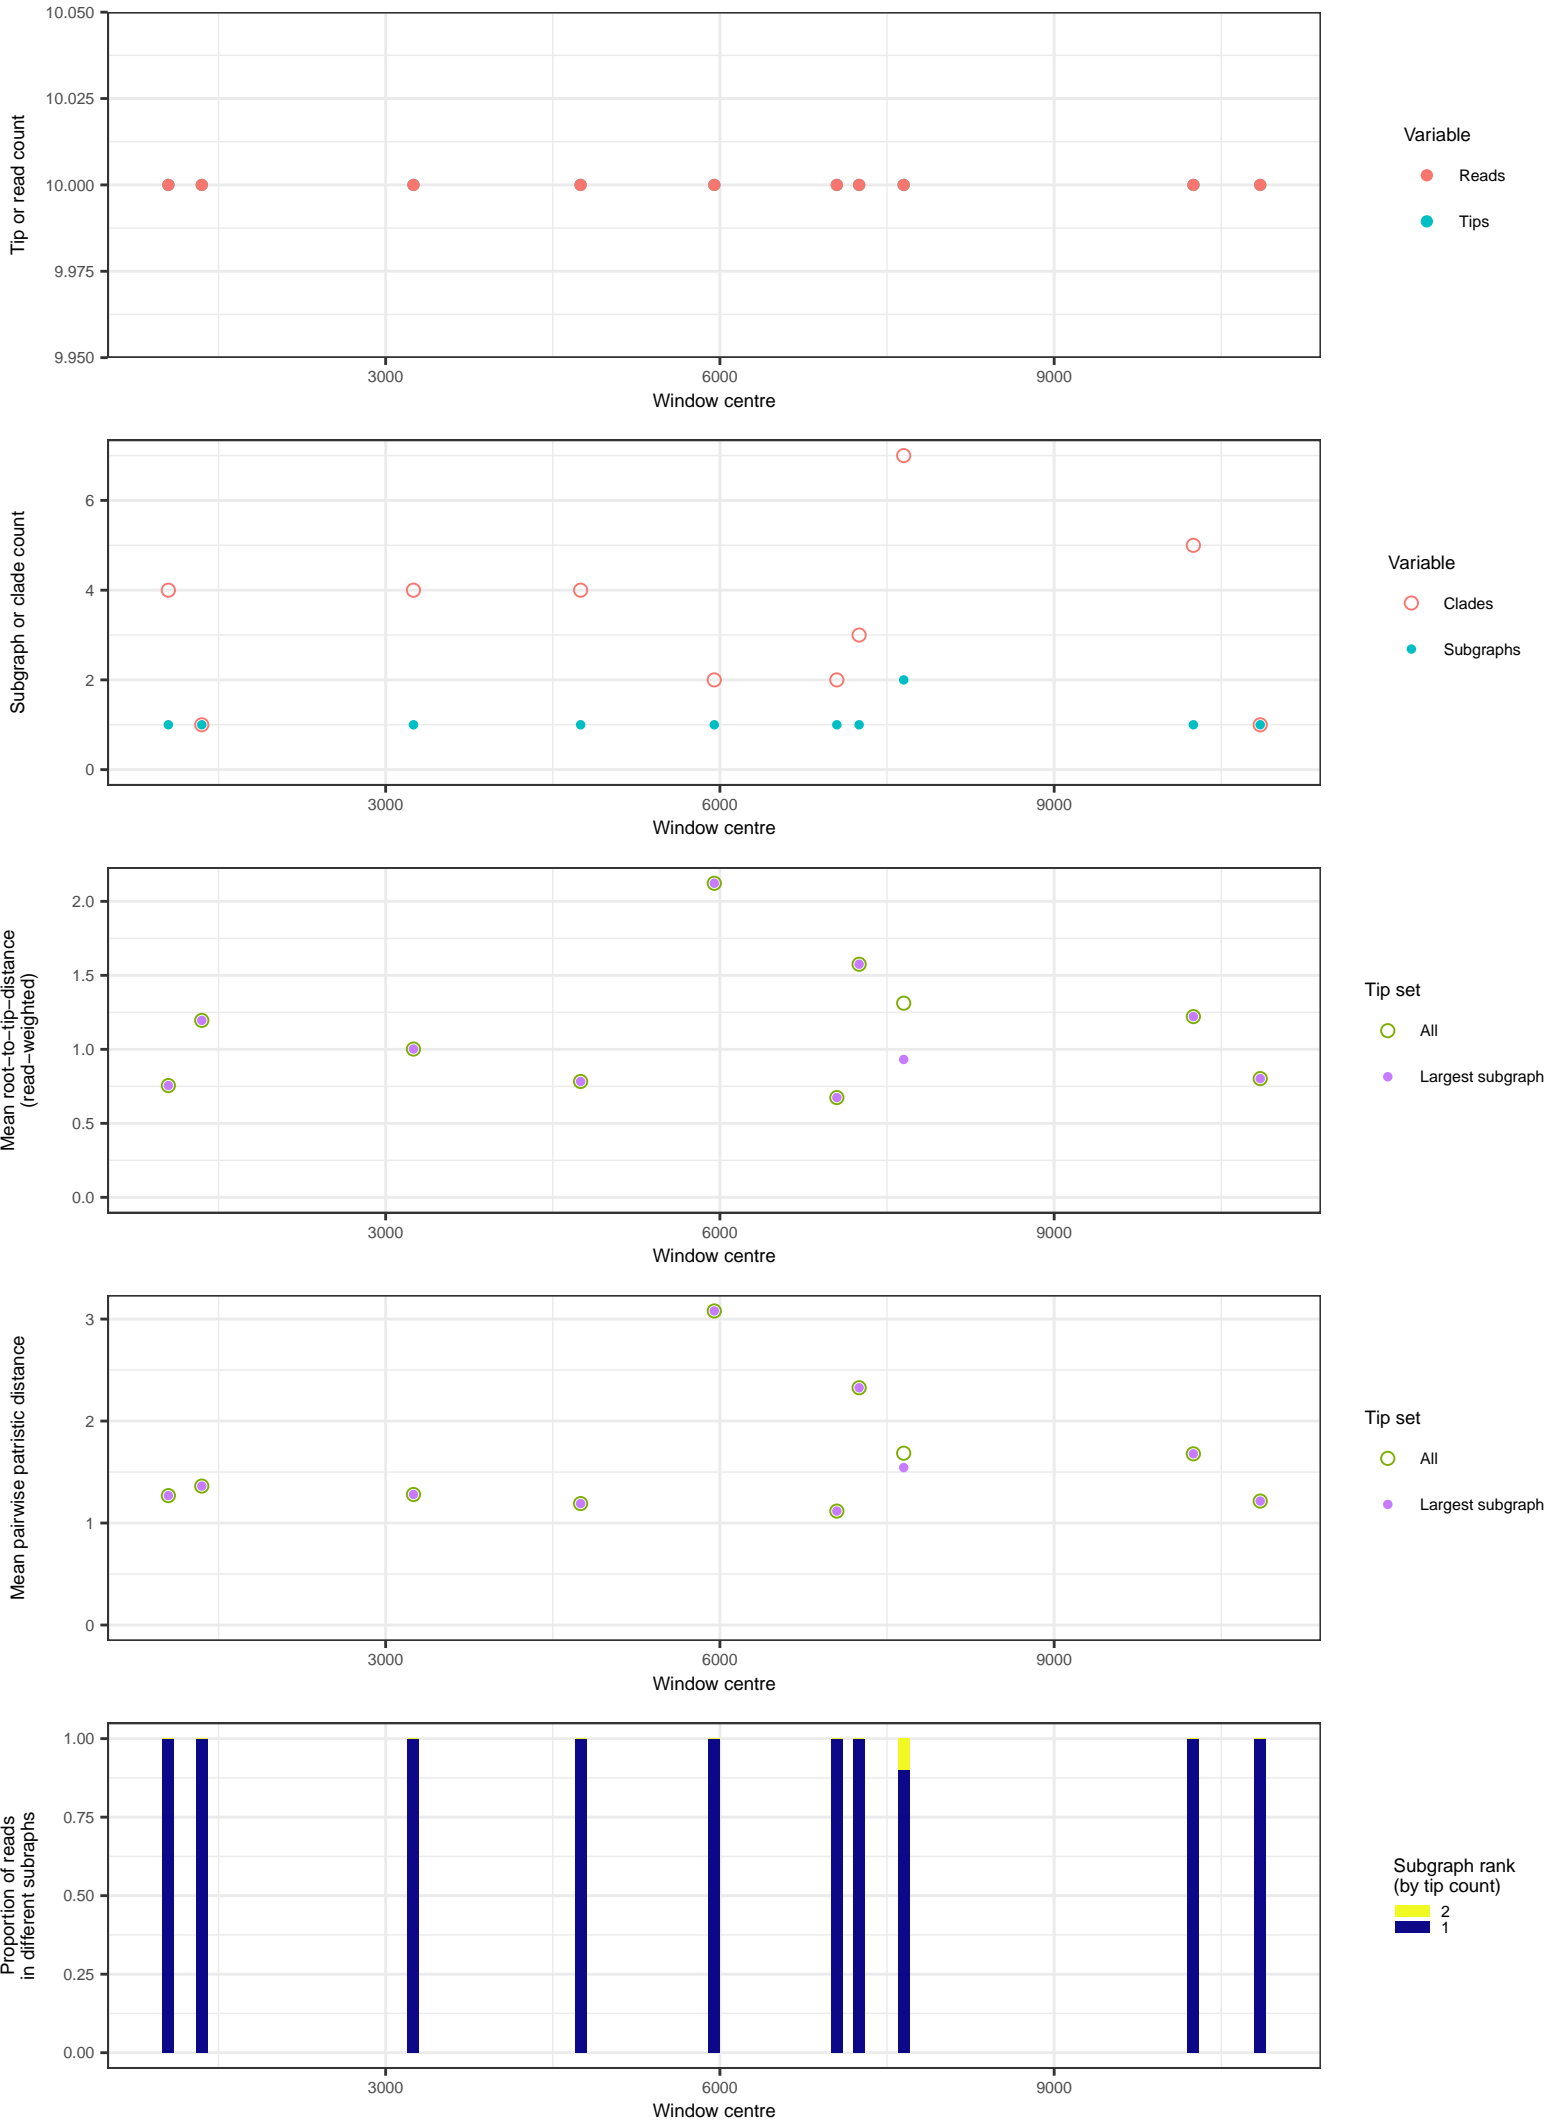 10.050
10.025
10.000
9.975
9.950
Tip or read count
3000 6000 9000
Window centre
Variable
Reads
Tips
6
4
2
0
Subgraph or clade count
3000 6000 9000
Window centre
Variable
Clades
Subgraphs
2.0
1.5
1.0
0.5
0.0
Mean root−to−tip−distance
(read−weighted)
3000 6000 9000
Window centre
Tip set
All
Largest subgraph
3
2
1
0
Mean pairwise patristic distance
3000 6000 9000
Window centre
Tip set
All
Largest subgraph
1.00
0.75
0.50
0.25
0.00
Proportion of reads
in different subraphs
3000 6000 9000
Window centre
Subgraph rank
(by tip count)
2
1